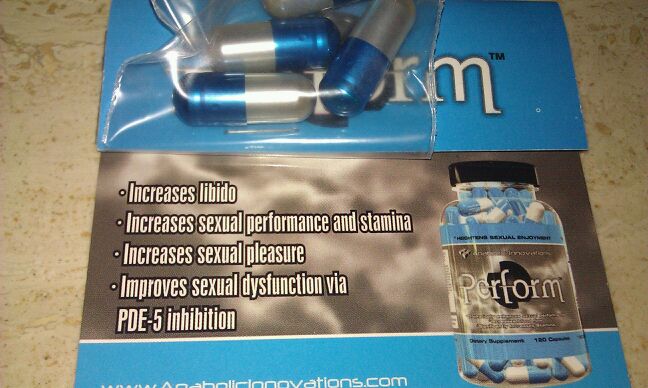 Perform™
· Increases libido
· Increases sexual performance and stamina
· Increases sexual pleasure
· Improves sexual dysfunction via
PDE-5 inhibition
HEIGHTENS SEXUAL ENJOYMENT
AnabolicInnovations
Perform
Dietary Supplement 120 Capsules
www.AnabolicInnovations.com